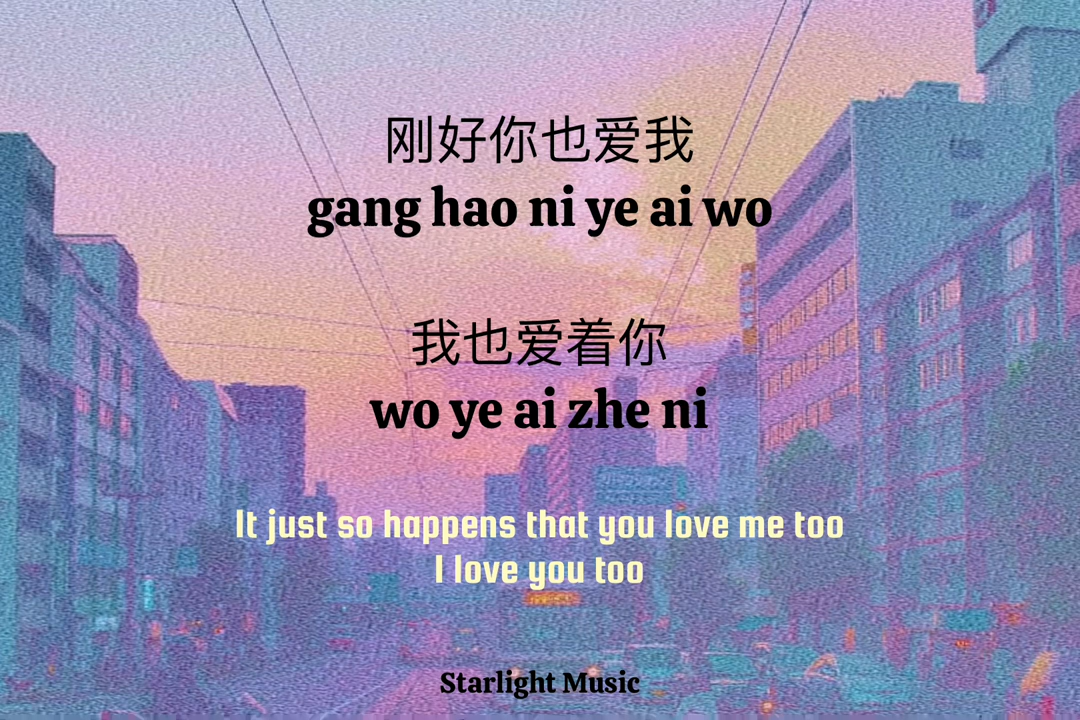 刚好你也爱我
gang hao ni ye ai wo
我也爱着你
wo ye ai zhe ni
It just so happens that you love me too
I love you too
Starlight Music